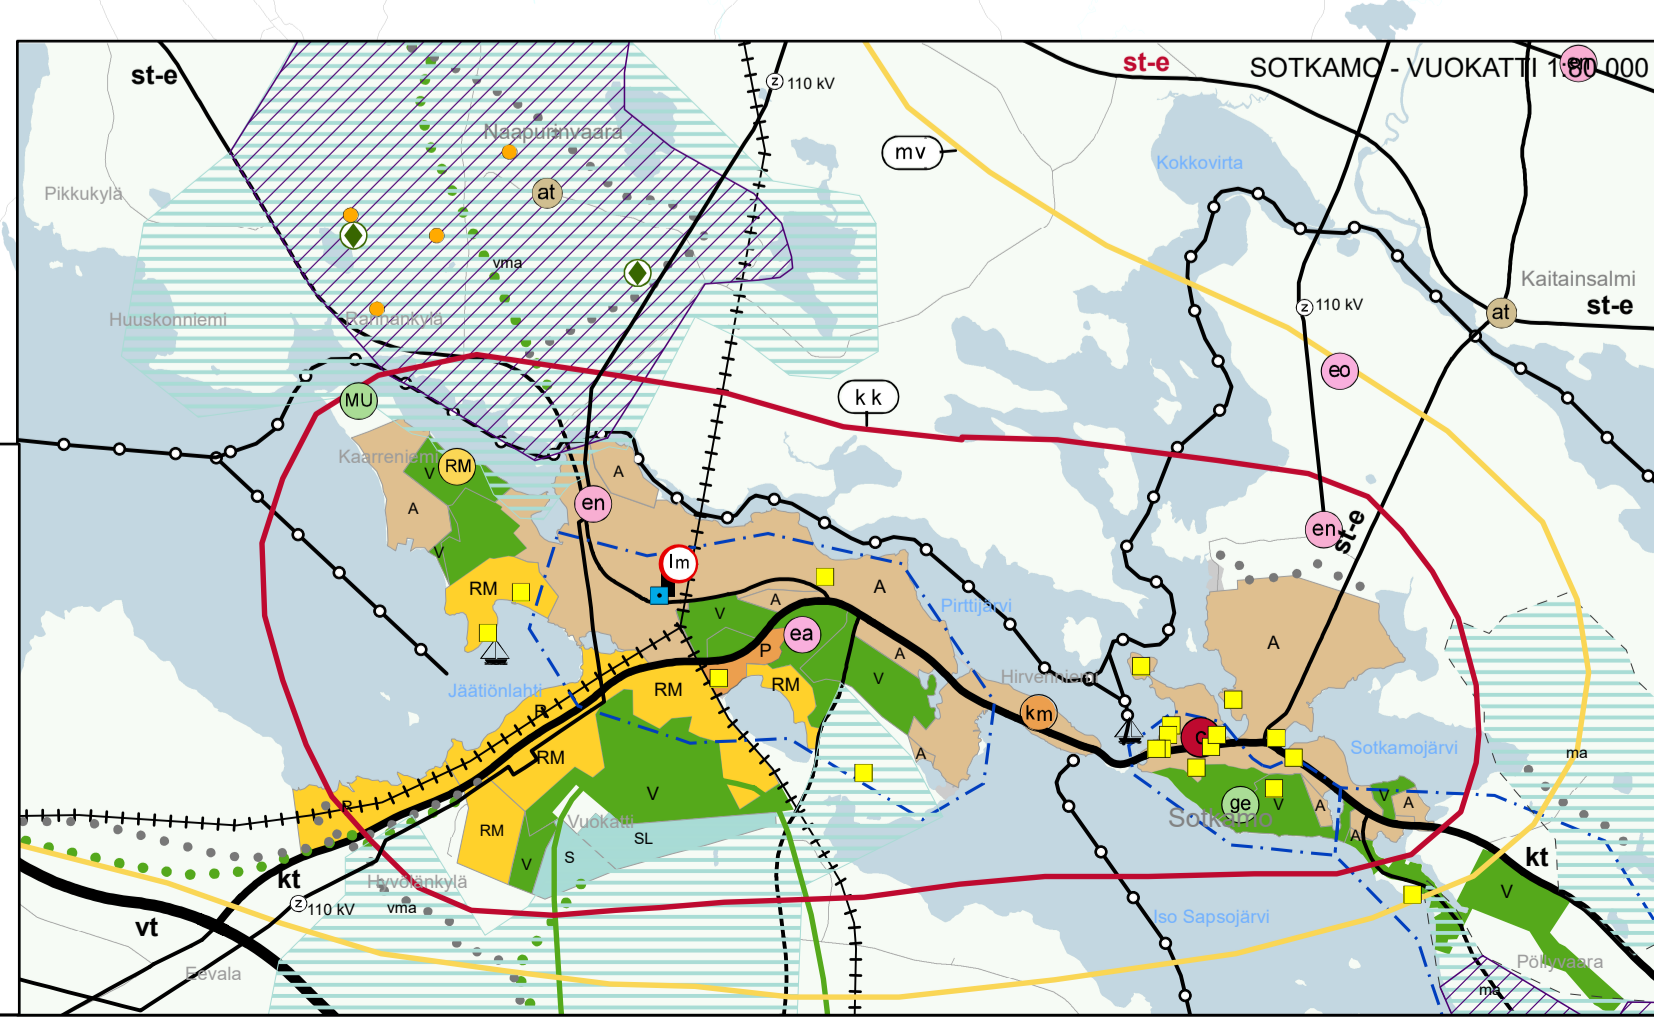 st-e
st-e
SOTKAMO - VUOKATTI 1:80 000
en
110 kV
z
Naapurinvaara
mv
Kokkovirta
Pikkukylä
at
vma
Kaitainsalmi
st-e
z
110 kV
at
Huuskonniemi
Rannankylä
eo
MU
k k
Kaarreniemi
V
RM
A
en
A
en
st-e
V
lm
RM
A
A
V
Pirttijärvi
ea
P
A
A
V
Hirvenniemi
RM
RM
Jäätiönlahti
R
km
c
Sotkamojärvi
ma
RM
A
V
R
ge
V
A
V
A
Sotkamo
Vuokatti
RM
SL
S
V
A
kt
kt
Hyvölänkylä
V
z
110 kV
vma
vt
Iso Sapsojärvi
Eevala
Pöllyvaara
ma